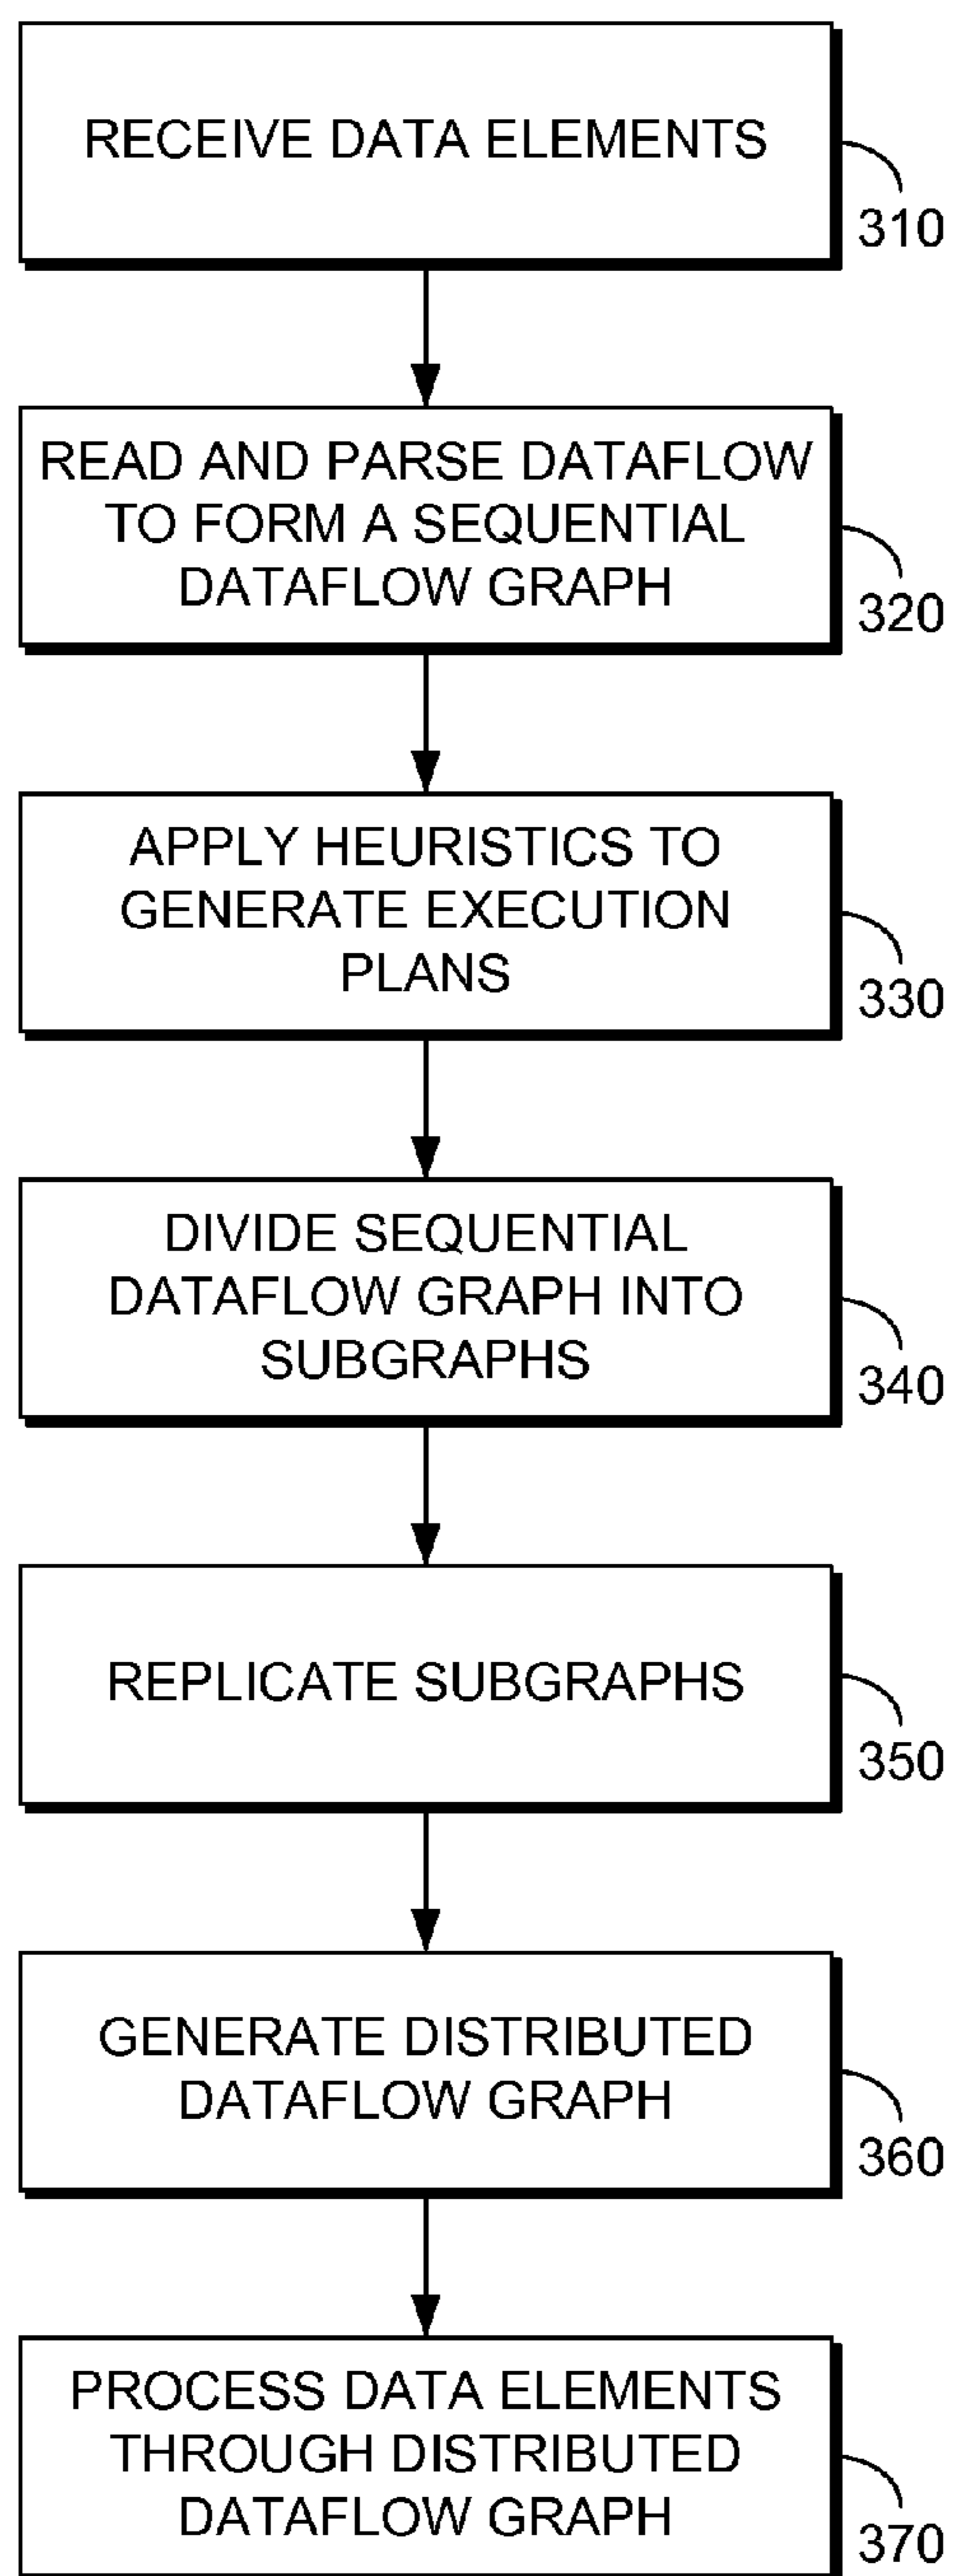 RECEIVE DATA ELEMENTS
310
READ AND PARSE DATAFLOW
TO FORM A SEQUENTIAL
DATAFLOW GRAPH
320
APPLY HEURISTICS TO
GENERATE EXECUTION
PLANS
330
DIVIDE SEQUENTIAL
DATAFLOW GRAPH INTO
SUBGRAPHS
340
REPLICATE SUBGRAPHS
350
GENERATE DISTRIBUTED
DATAFLOW GRAPH
360
PROCESS DATA ELEMENTS
THROUGH DISTRIBUTED
DATAFLOW GRAPH
370